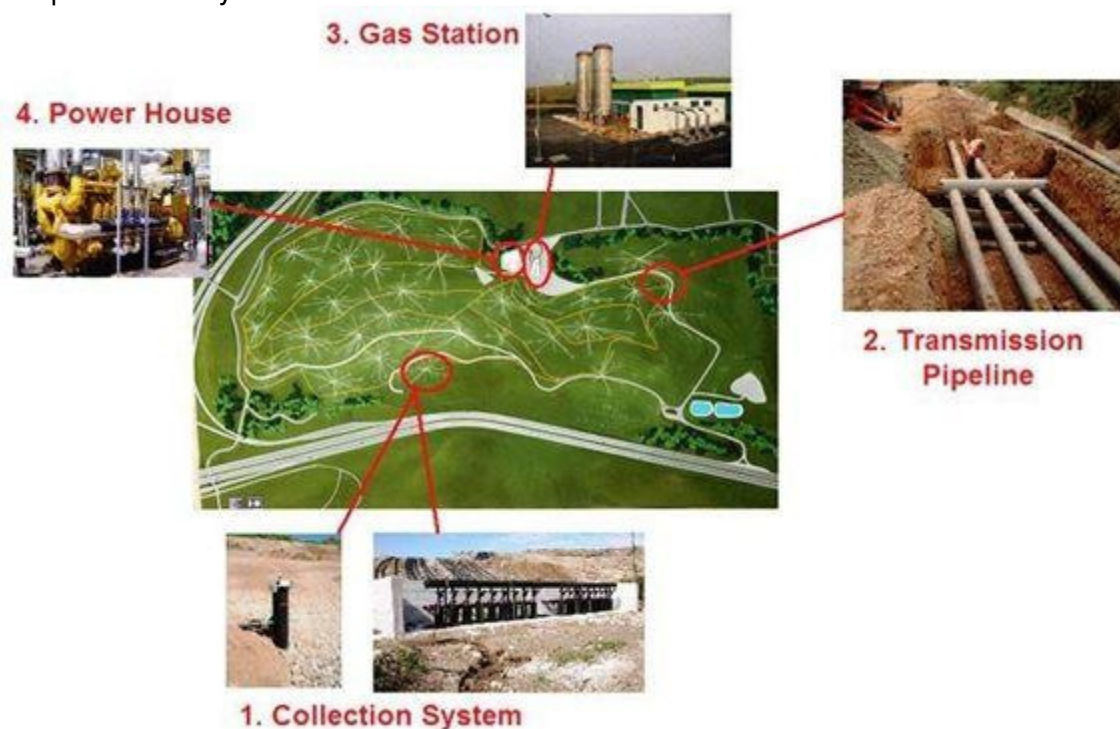 3. Gas Station
4. Power House
2. Transmission
Pipeline
1. Collection System